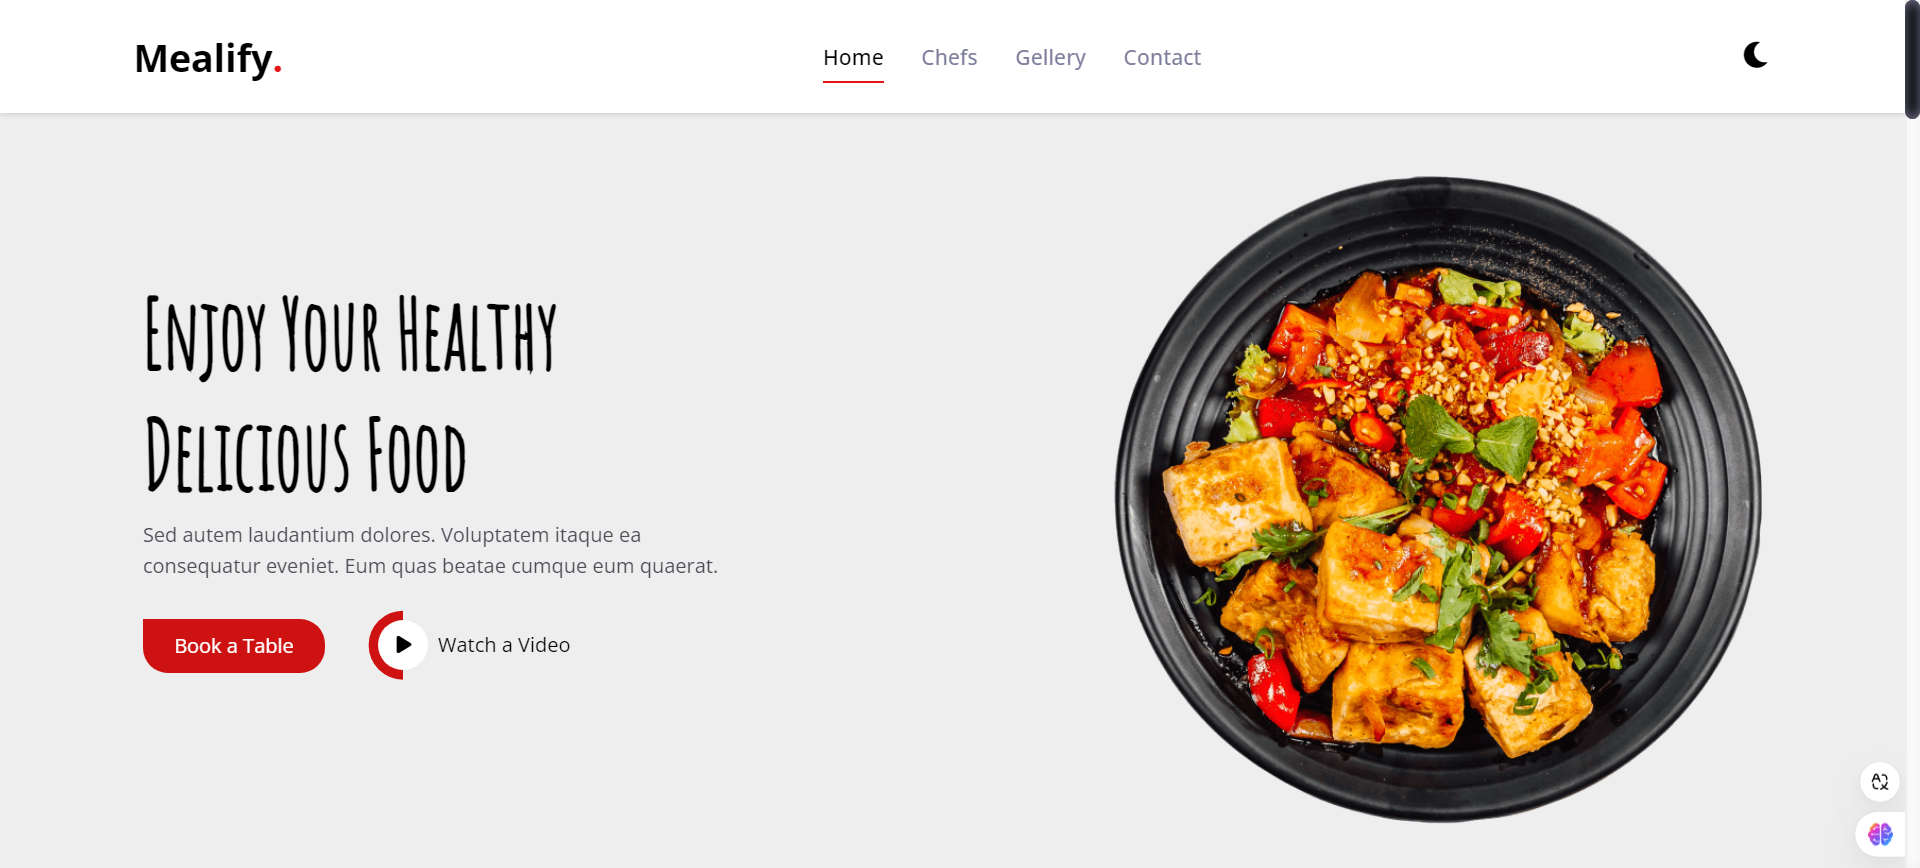 Mealify.
Home Chefs Gellery Contact
Enjoy Your Healthy
Delicious Food
Sed autem laudantium dolores. Voluptatem itaque ea
consequatur eveniet. Eum quas beatae cumque eum quaerat.
Book a Table
Watch a Video